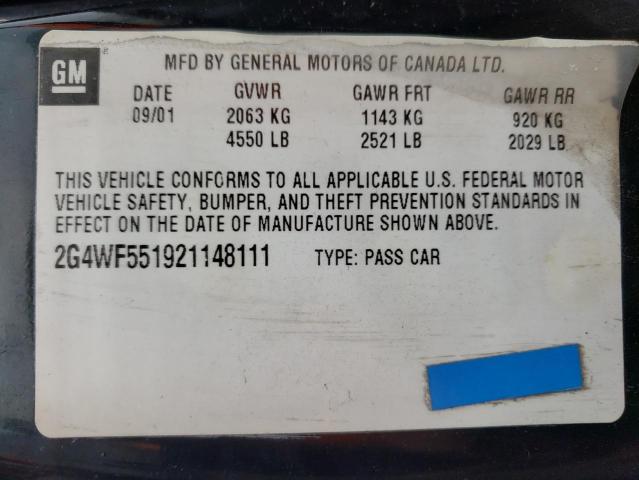 GM
MFD BY GENERAL MOTORS OF CANADA LTD.
DATE GVWR GAWR FRT GAWR RR
09/01 2063 KG 1143 KG 920 KG
4550 LB 2521 LB 2029 LB
THIS VEHICLE CONFORMS TO ALL APPLICABLE U.S. FEDERAL MOTOR
VEHICLE SAFETY, BUMPER, AND THEFT PREVENTION STANDARDS IN
EFFECT ON THE DATE OF MANUFACTURE SHOWN ABOVE.
2G4WF551921148111 TYPE: PASS CAR